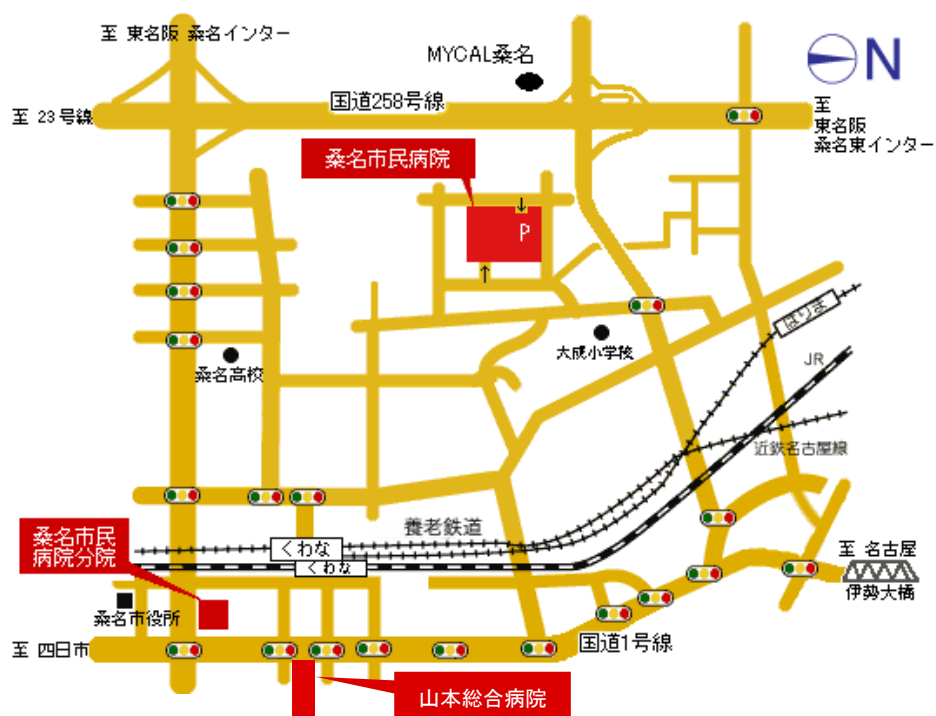 至 東名阪 桑名インター
MYCAL桑名
N
国道258号線
至 23号線
至
東名阪
桑名東インター
桑名市民病院
P
はりま
大成小学校
JR
桑名高校
近鉄名古屋線
養老鉄道
桑名市民
病院分院
くわな
くわな
至 名古屋
伊勢大橋
桑名市役所
国道1号線
至 四日市
山本総合病院